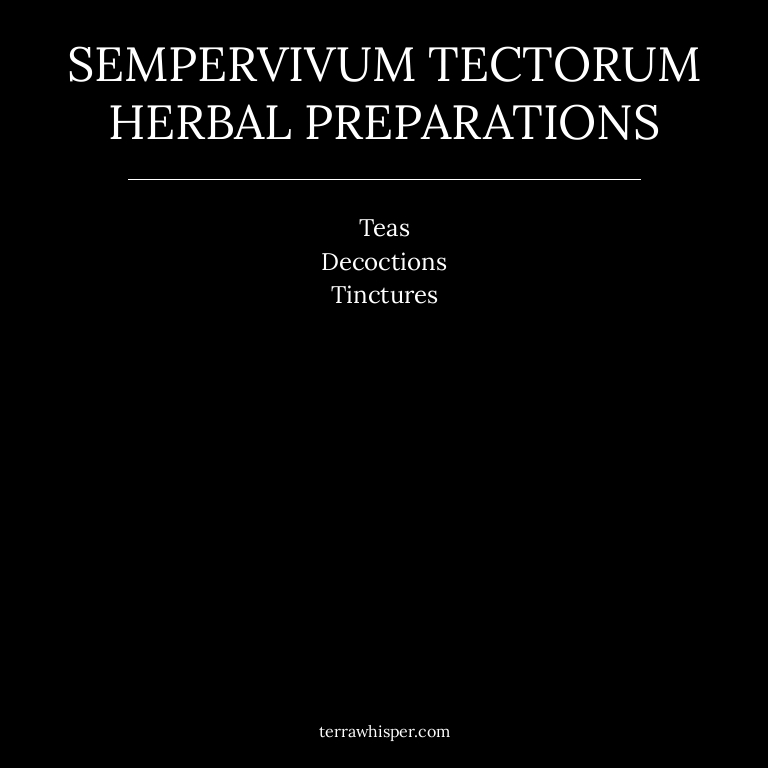 SEMPERVIVUM TECTORUM
HERBAL PREPARATIONS
Teas
Decoctions
Tinctures
terrawhisper.com